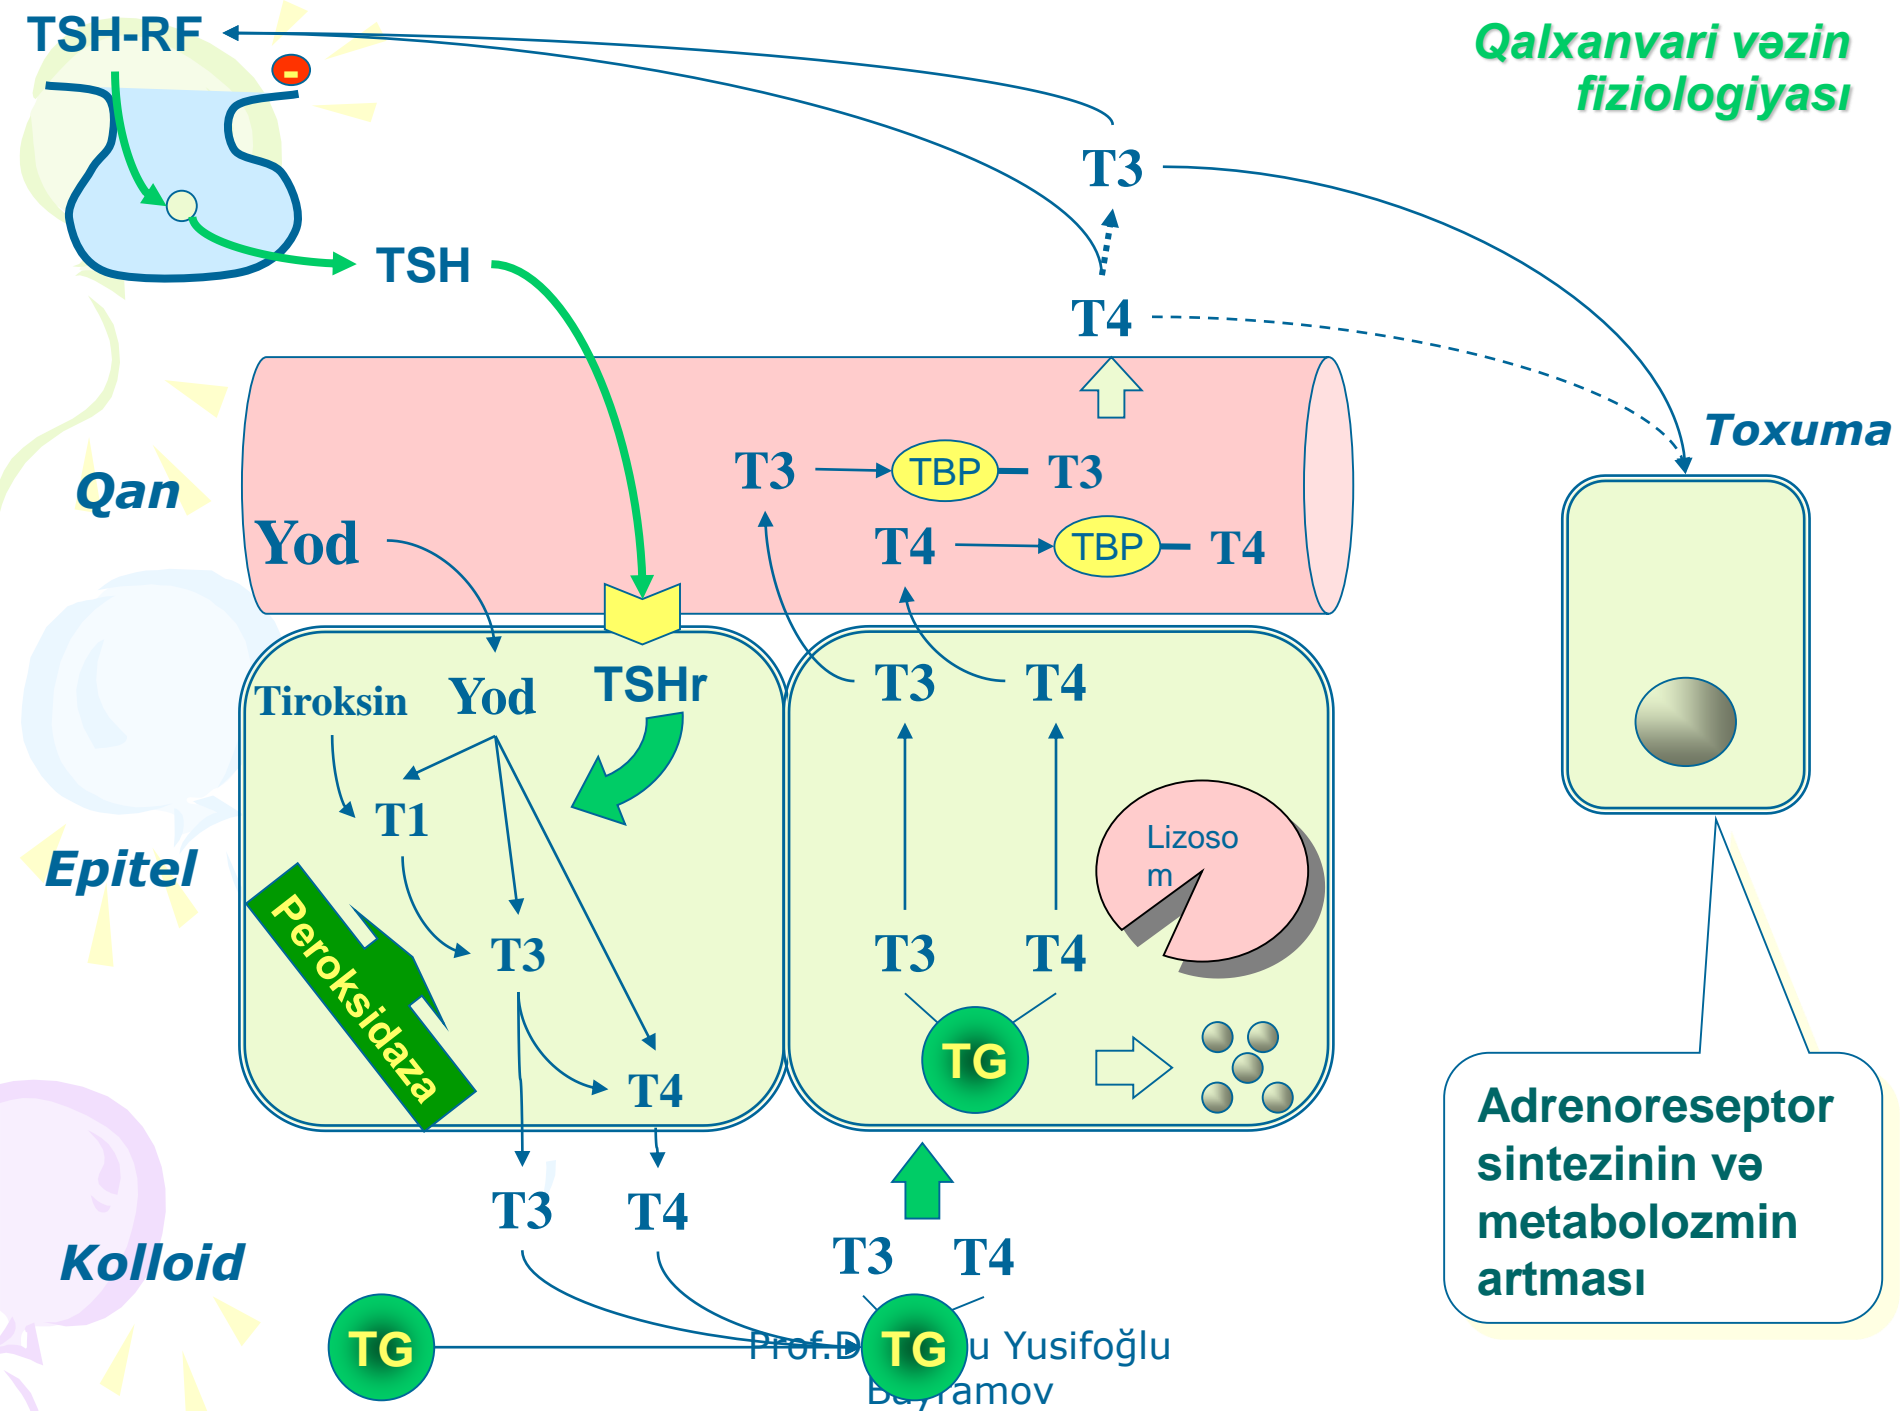 TSH-RF
-
Qalxanvari vəzin
fiziologiyası
T3
TSH
T4
Toxuma
Qan
T3 TBP T3
Yod
T4 TBP T4
Tiroksin Yod TSHr
T3 T4
T1
Lizoso
m
Epitel
Peroksidaza
T3
T3 T4
TG
T4
Adrenoreseptor
sintezinin və
metabolozmin
artması
T3 T4
T3 T4
Kolloid
TG
TG
Yusifoğlu